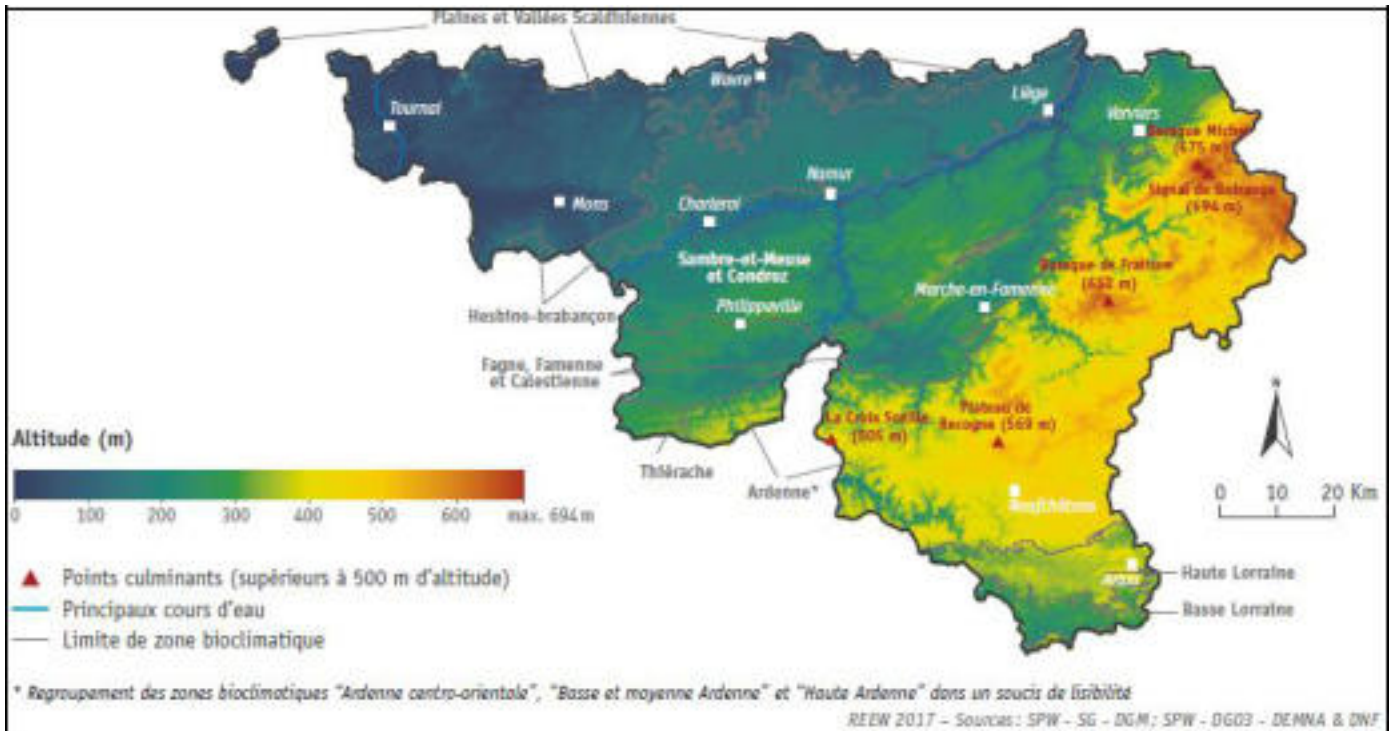 Plaines et Vallées Scaldisiennes
Wavre
Liège
Tournai
Verviers
Baraque Michel
(675 m)
Namur
Signal de Botrange
(694 m)
Mons
Charleroi
Sambre-et-Meuse
et Condroz
Baraque de Fraiture
(652 m)
Marche-en-Famenne
Philippeville
Hesbino-brabançon
Fagne, Famenne
et Calestienne
La Croix Scaille
(505 m)
Plateau de
Recogne (569 m)
Altitude (m)
Thiérache
Ardenne*
N
0 100 200 300 400 500 600 max. 694 m
0 10 20 Km
Neufchâteau
Points culminants (supérieurs à 500 m d'altitude)
Arlon
Haute Lorraine
Principaux cours d'eau
Basse Lorraine
Limite de zone bioclimatique
* Regroupement des zones bioclimatiques "Ardenne centro-orientale", "Basse et moyenne Ardenne" et "Haute Ardenne" dans un soucis de lisibilité
REEW 2017 – Sources : SPW - SG - DGM ; SPW - DGO3 - DEMNA & DNF